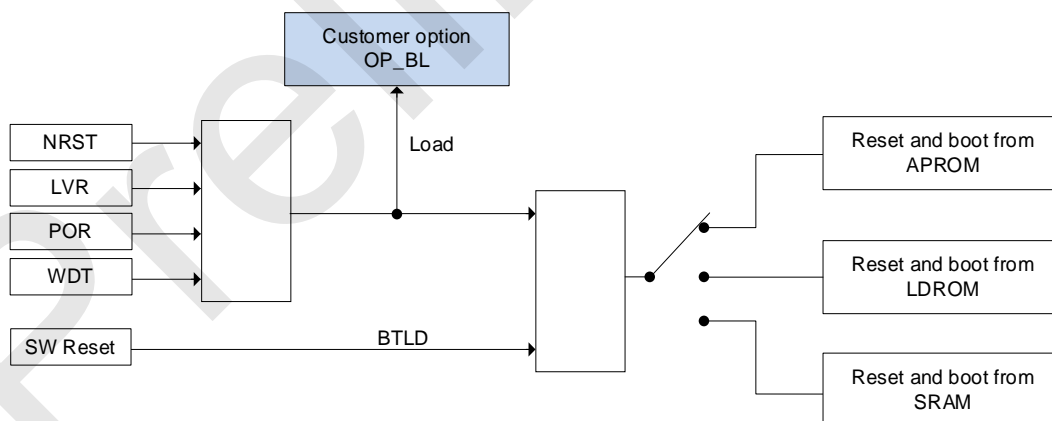 Customer option
OP_BL
NRST
LVR
POR
WDT
SW Reset
Load
BTLD
Reset and boot from
APROM
Reset and boot from
LDROM
Reset and boot from
SRAM